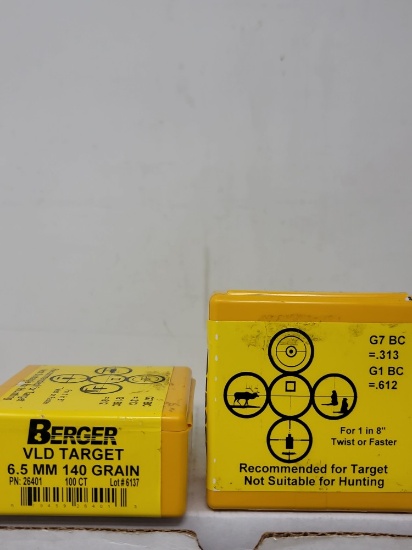 BERGER
VLD TARGET
6.5 MM 140 GRAIN
PN: 26401 100 CT Lot# 6137
G7 BC
=.313
G1 BC
=.612
For 1 in 8"
Twist or Faster
Recommended for Target
Not Suitable for Hunting